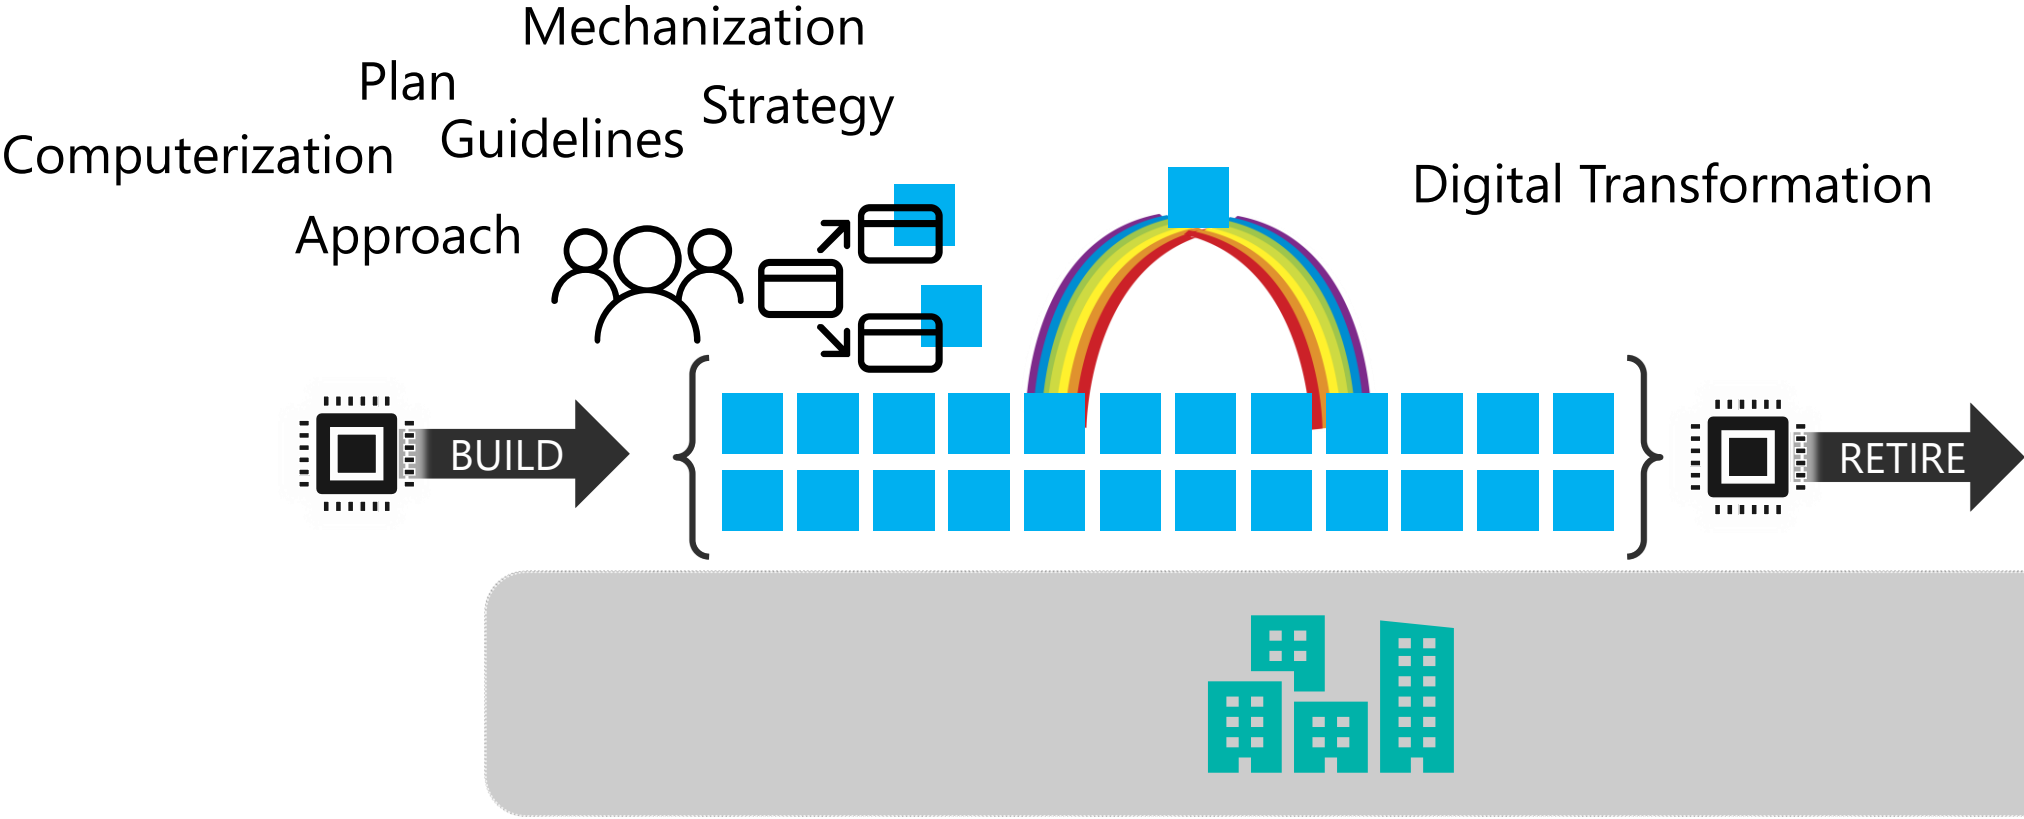 Mechanization
Plan
Strategy
Guidelines
Computerization
Digital Transformation
Approach
BUILD
RETIRE